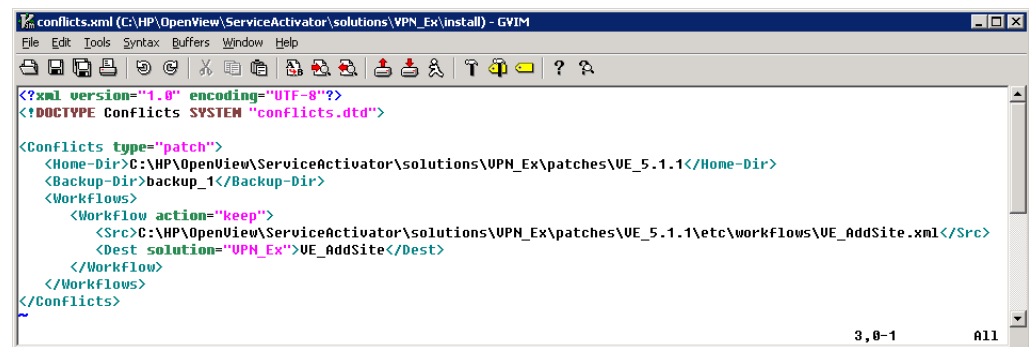 conflicts.xml (C:\HP\OpenView\ServiceActivator\solutions\VPN_Ex\install) - GVIM
File Edit Tools Syntax Buffers Window Help
<?xml version="1.0" encoding="UTF-8"?>
<!DOCTYPE Conflicts SYSTEM "conflicts.dtd">
<Conflicts type="patch">
<Home-Dir>C:\HP\OpenView\ServiceActivator\solutions\VPN_Ex\patches\VE_5.1.1</Home-Dir>
<Backup-Dir>backup_1</Backup-Dir>
<Workflows>
<Workflow action="keep">
<Src>C:\HP\OpenView\ServiceActivator\solutions\VPN_Ex\patches\VE_5.1.1\etc\workflows\VE_AddSite.xml</Src>
<Dest solution="VPN_Ex">VE_AddSite</Dest>
</Workflow>
</Workflows>
</Conflicts>
~
3,0-1 All